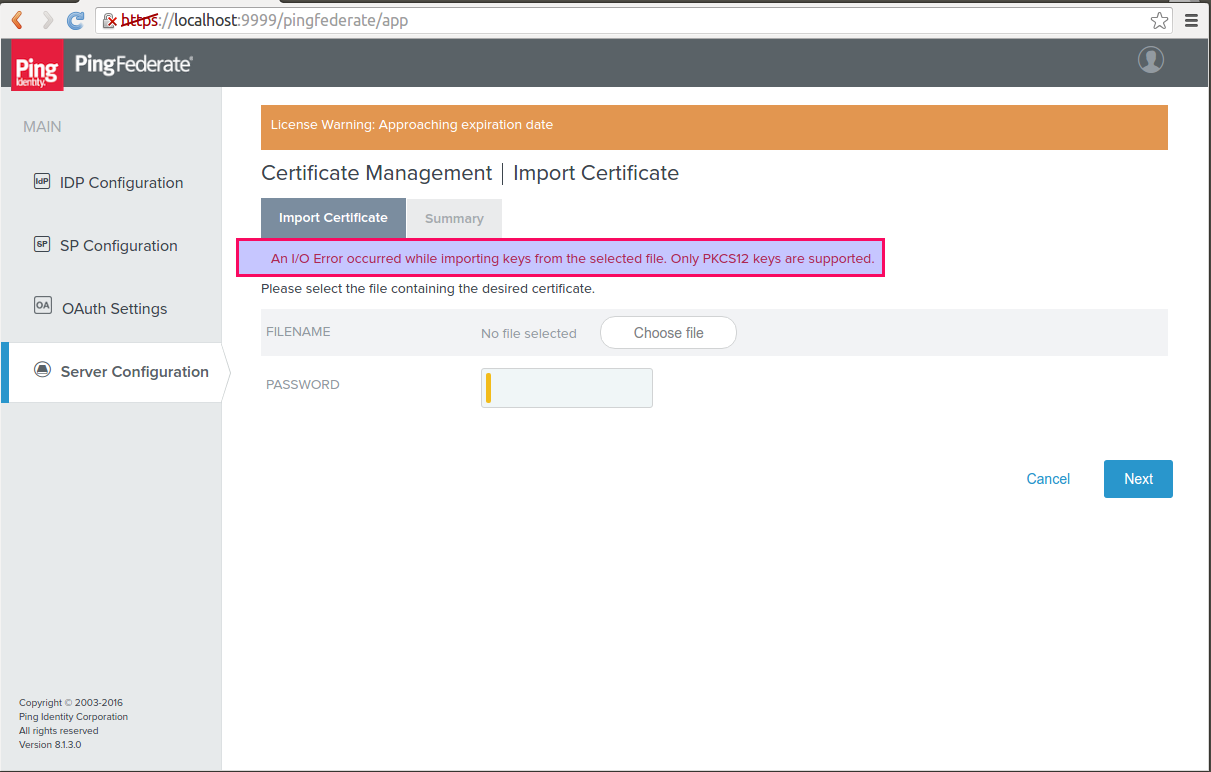 https://localhost:9999/pingfederate/app
Ping
Identity.
PingFederate®
MAIN
IdP IDP Configuration
SP SP Configuration
OA OAuth Settings
Server Configuration
License Warning: Approaching expiration date
Certificate Management | Import Certificate
Import Certificate Summary
An I/O Error occurred while importing keys from the selected file. Only PKCS12 keys are supported.
Please select the file containing the desired certificate.
FILENAME No file selected Choose file
PASSWORD
Cancel Next
Copyright © 2003-2016
Ping Identity Corporation
All rights reserved
Version 8.1.3.0